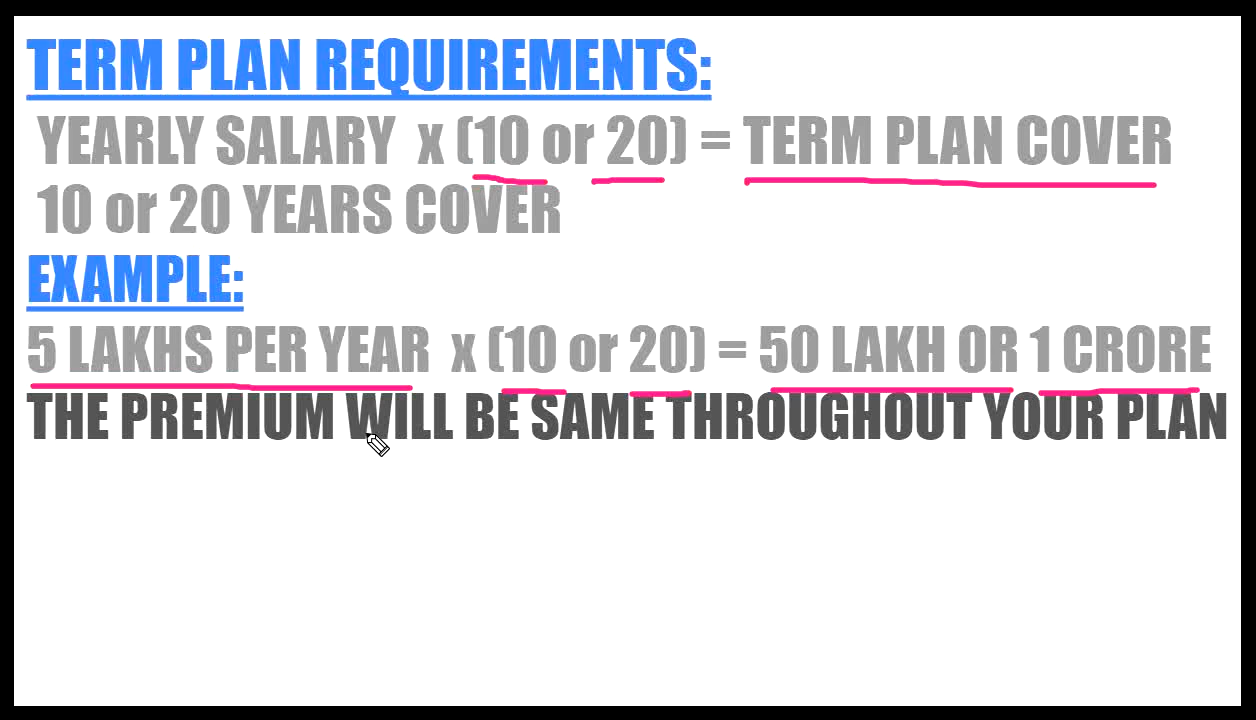 TERM PLAN REQUIREMENTS:
YEARLY SALARY x (10 or 20) = TERM PLAN COVER
10 or 20 YEARS COVER
EXAMPLE:
5 LAKHS PER YEAR x (10 or 20) = 50 LAKH OR 1 CRORE
THE PREMIUM WILL BE SAME THROUGHOUT YOUR PLAN